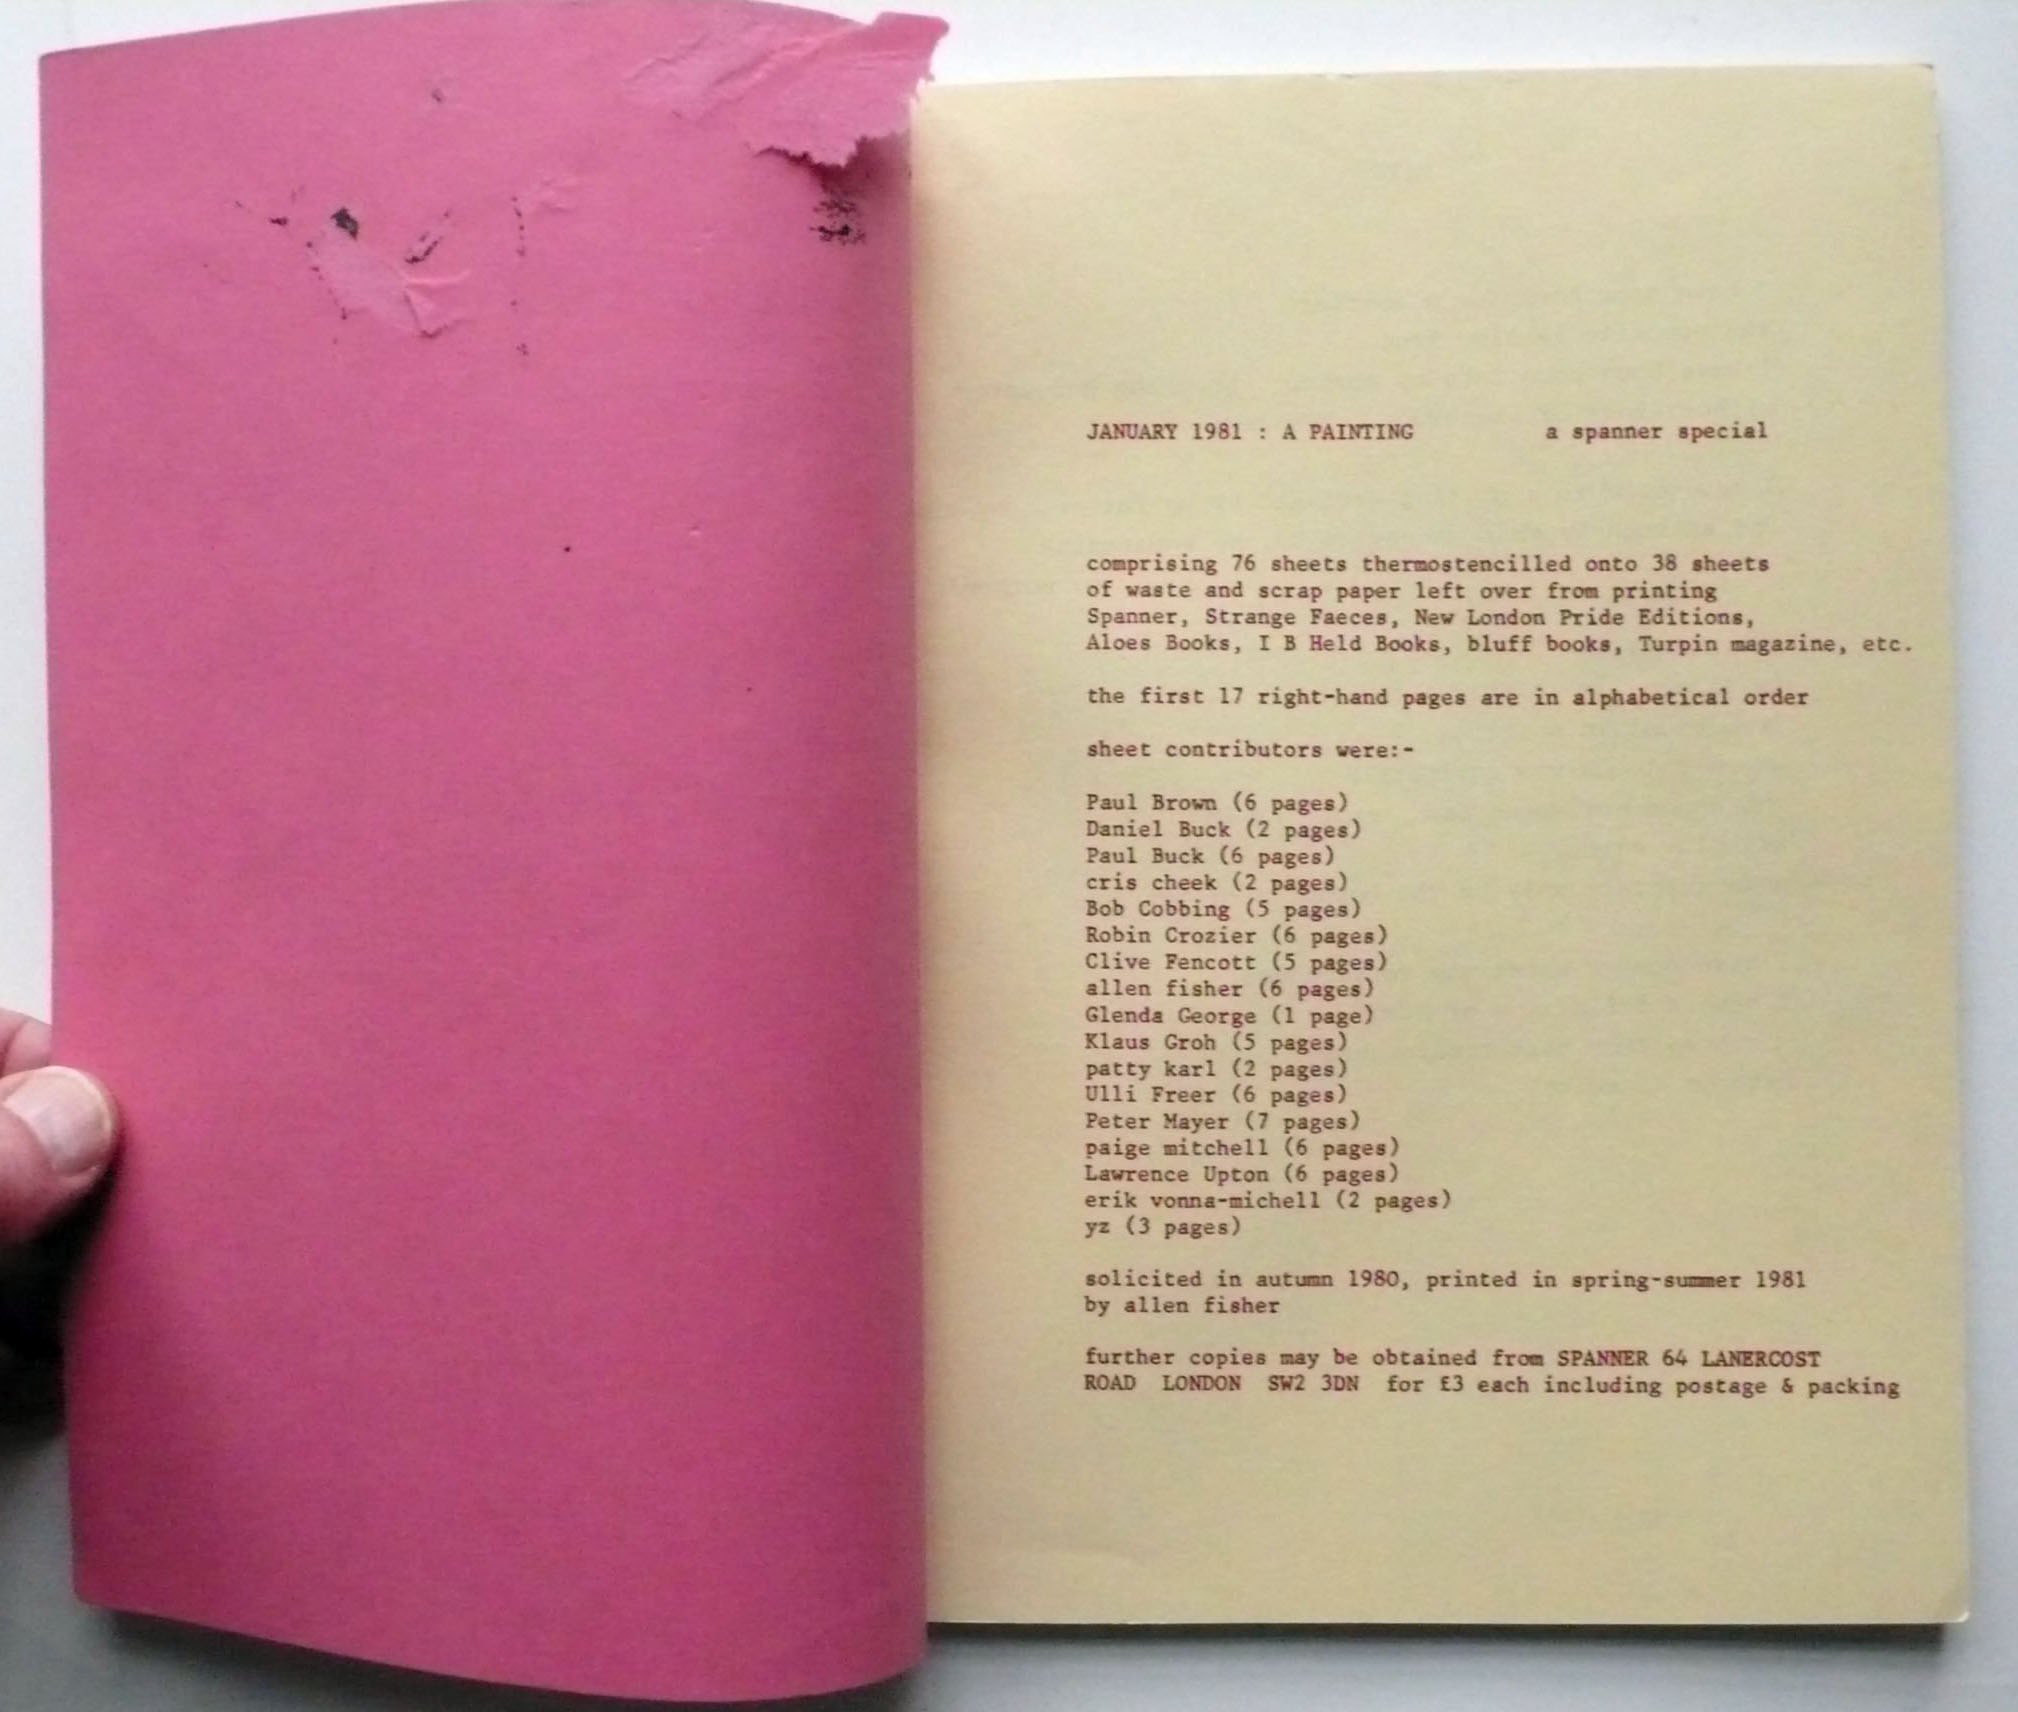 JANUARY 1981 : A PAINTING a spanner special
comprising 76 sheets thermostencilled onto 38 sheets
of waste and scrap paper left over from printing
Spanner, Strange Faeces, New London Pride Editions,
Aloes Books, I B Held Books, bluff books, Turpin magazine, etc.
the first 17 right-hand pages are in alphabetical order
sheet contributors were:-
Paul Brown (6 pages)
Daniel Buck (2 pages)
Paul Buck (6 pages)
cris cheek (2 pages)
Bob Cobbing (5 pages)
Robin Crozier (6 pages)
Clive Fencott (5 pages)
allen fisher (6 pages)
Glenda George (1 page)
Klaus Groh (5 pages)
patty karl (2 pages)
Ulli Freer (6 pages)
Peter Mayer (7 pages)
paige mitchell (6 pages)
Lawrence Upton (6 pages)
erik vonna-michell (2 pages)
yz (3 pages)
solicited in autumn 1980, printed in spring-summer 1981
by allen fisher
further copies may be obtained from SPANNER 64 LANERCOST
ROAD LONDON SW2 3DN for £3 each including postage & packing